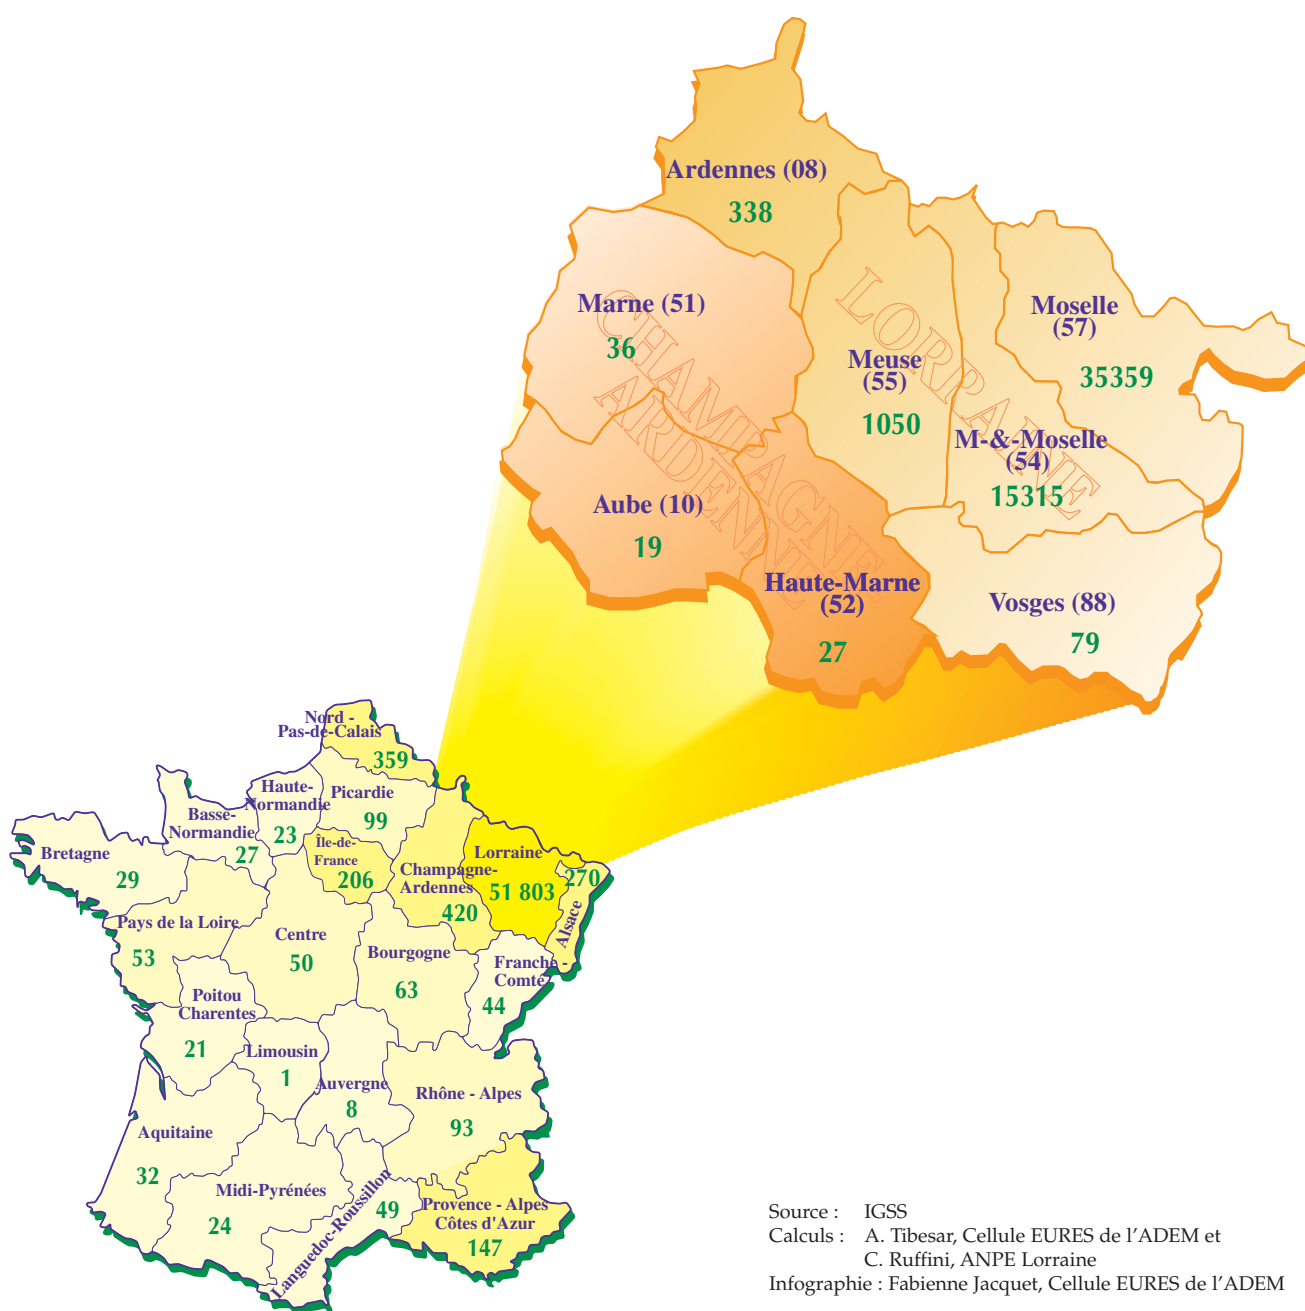 Ardennes (08)
338
Marne (51)
36
CHAMPAGNE
ARDENNE
LORRAINE
Meuse
(55)
1050
Moselle
(57)
35359
M-&-Moselle
(54)
15315
Aube (10)
19
Haute-Marne
(52)
27
Vosges (88)
79
Nord -
Pas-de-Calais
359
Haute-
Normandie
23
Picardie
99
Basse-
Normandie
27
Île-de-
France
206
Bretagne
29
Champagne-
Ardennes
420
Lorraine
51 803
270
Alsace
Pays de la Loire
53
Centre
50
Bourgogne
63
Franche -
Comté
44
Poitou
Charentes
21
Limousin
1
Auvergne
8
Rhône - Alpes
93
Aquitaine
32
Midi-Pyrénées
24
Languedoc-Roussillon
49
Provence - Alpes
Côtes d'Azur
147
Source : IGSS
Calculs : A. Tibesar, Cellule EURES de l’ADEM et
C. Ruffini, ANPE Lorraine
Infographie : Fabienne Jacquet, Cellule EURES de l’ADEM